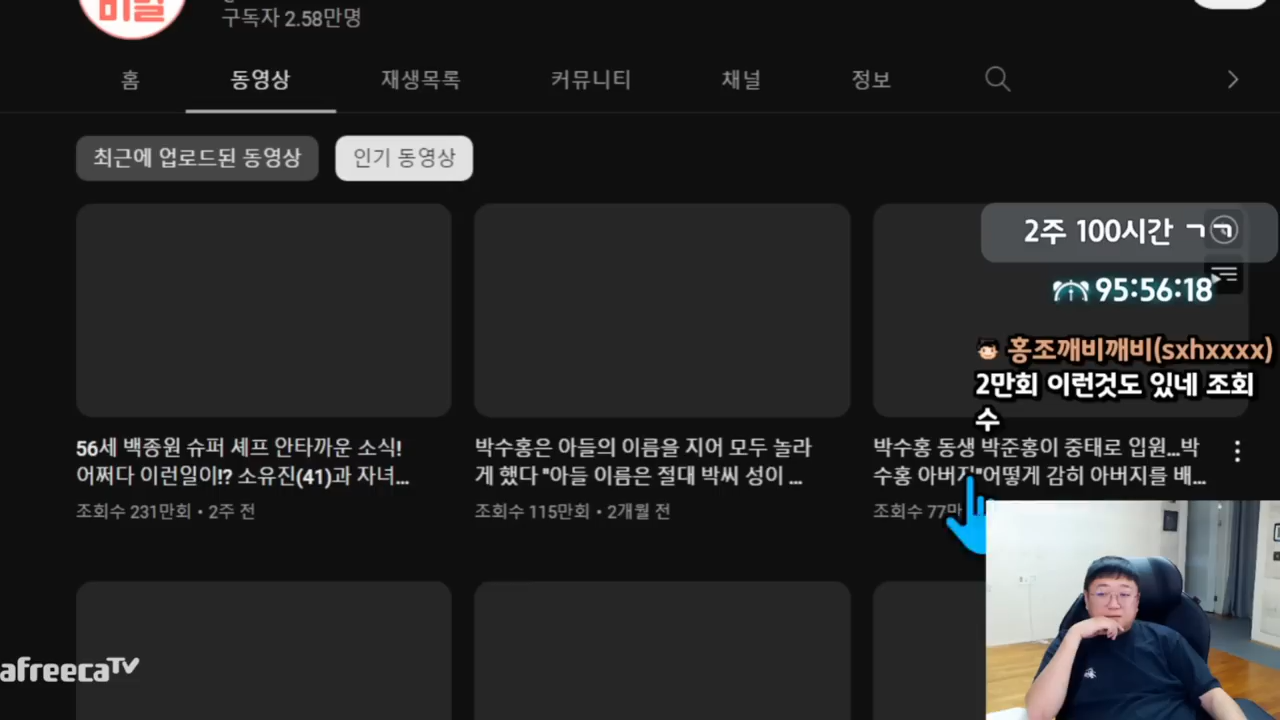 비밀
구독자 2.58만명
홈 동영상 재생목록 커뮤니티 채널 정보
최근에 업로드된 동영상 인기 동영상
2주 100시간 ㄱㄱ
95:56:18
홍조깨비깨비(sxhxxxx)
2만회 이런것도 있네 조회
수
56세 백종원 슈퍼 셰프 안타까운 소식!
어쩌다 이런일이!? 소유진(41)과 자녀...
조회수 231만회 • 2주 전
박수홍은 아들의 이름을 지어 모두 놀라
게 했다 "아들 이름은 절대 박씨 성이 ...
조회수 115만회 • 2개월 전
박수홍 동생 박준홍이 중태로 입원...박
수홍 아버지"어떻게 감히 아버지를 배...
조회수 77만
afreecaTV